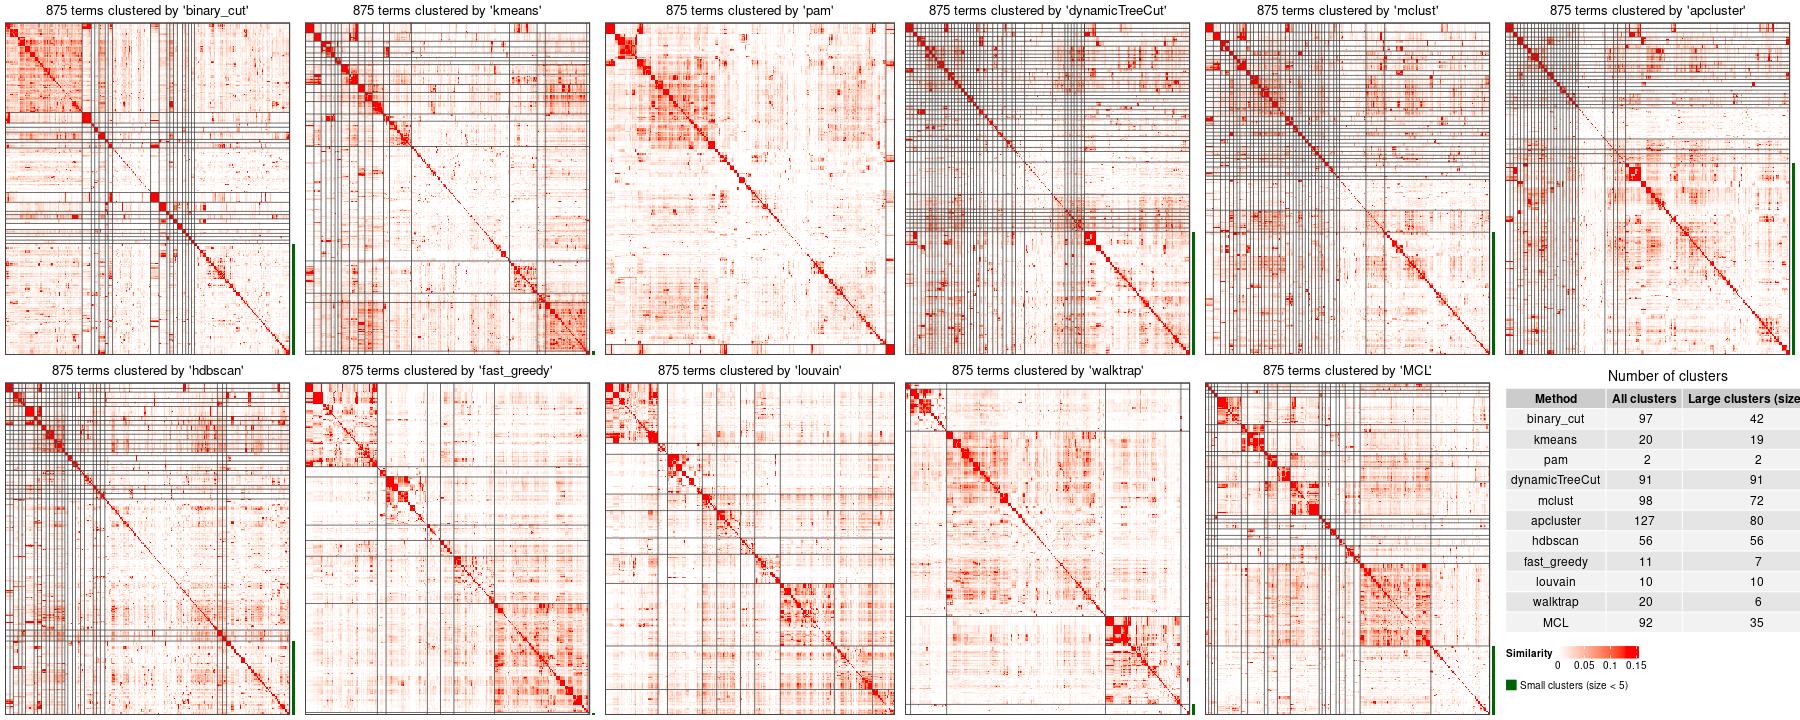 875 terms clustered by 'binary_cut'
875 terms clustered by 'kmeans'
875 terms clustered by 'pam'
875 terms clustered by 'dynamicTreeCut'
875 terms clustered by 'mclust'
875 terms clustered by 'apcluster'
875 terms clustered by 'hdbscan'
875 terms clustered by 'fast_greedy'
875 terms clustered by 'louvain'
875 terms clustered by 'walktrap'
875 terms clustered by 'MCL'
Number of clusters
Method All clusters Large clusters (size
binary_cut 97 42
kmeans 20 19
pam 2 2
dynamicTreeCut 91 91
mclust 98 72
apcluster 127 80
hdbscan 56 56
fast_greedy 11 7
louvain 10 10
walktrap 20 6
MCL 92 35
Similarity
0 0.05 0.1 0.15
Small clusters (size < 5)